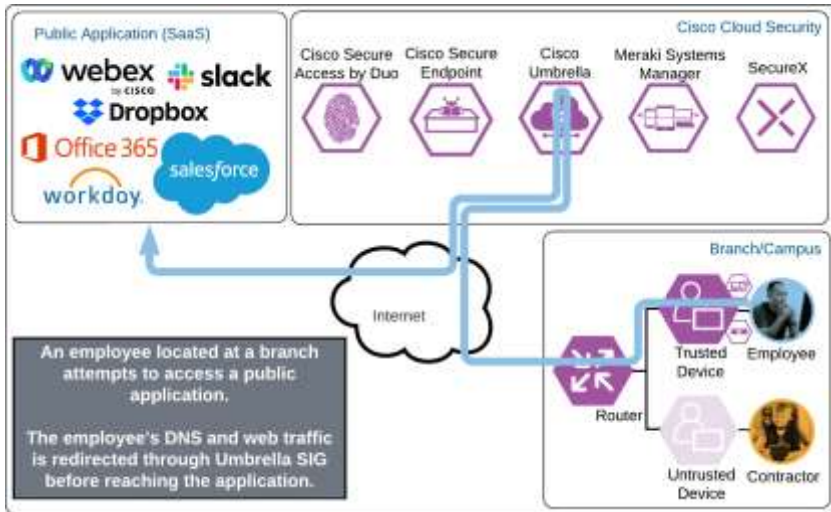 Public Application (SaaS)
webex
by CISCO
slack
Dropbox
Office 365
salesforce
workday.
Cisco Cloud Security
Cisco Secure
Access by Duo
Cisco Secure
Endpoint
Cisco
Umbrella
Meraki Systems
Manager
SecureX
Internet
Branch/Campus
Router
Trusted
Device
Employee
Untrusted
Device
Contractor
An employee located at a branch
attempts to access a public
application.
The employee's DNS and web traffic
is redirected through Umbrella SIG
before reaching the application.